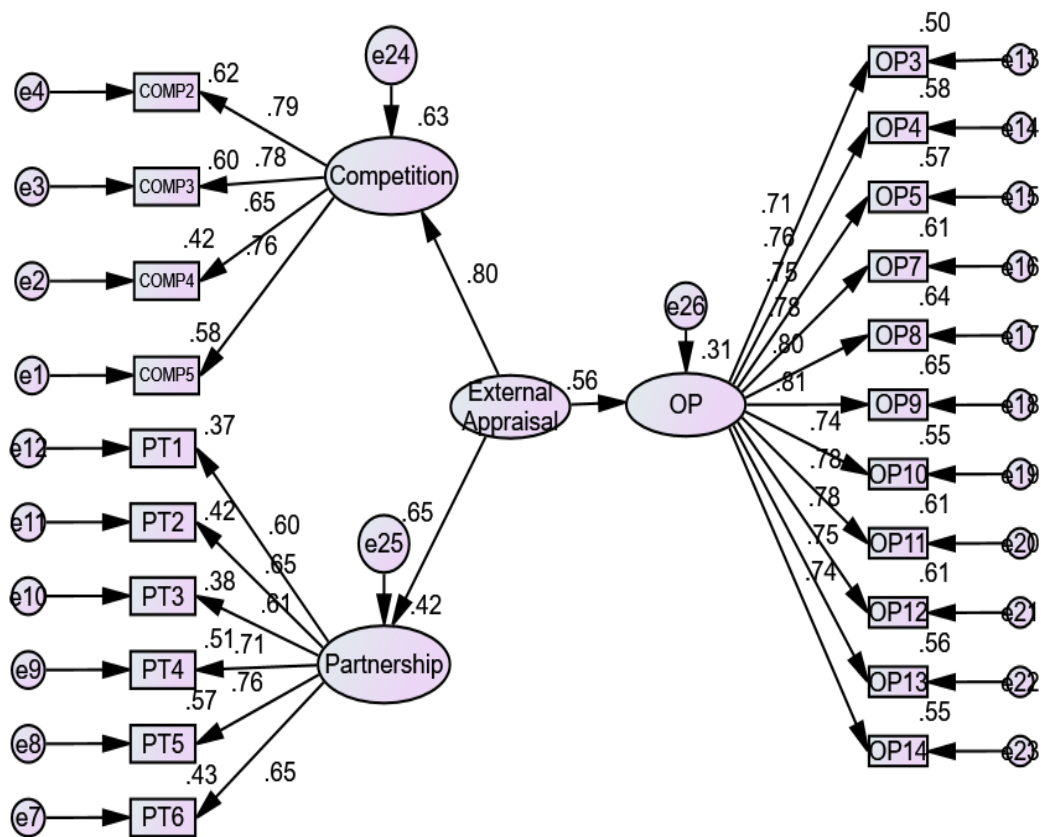 e24
.63
Competition
e4
COMP2
.62
.79
e3
COMP3
.60
.78
e2
COMP4
.42
.65
e1
COMP5
.58
.76
.80
External
Appraisal
.56
.65
e12
PT1
.37
.60
e11
PT2
.42
.65
e10
PT3
.38
.61
e9
PT4
.51
.71
e8
PT5
.57
.76
e7
PT6
.43
.65
e25
.42
Partnership
e26
.31
OP
.71
OP3
.50
e13
.76
OP4
.58
e14
.75
OP5
.57
e15
.78
OP7
.61
e16
.80
OP8
.64
e17
.81
OP9
.65
e18
.74
OP10
.55
e19
.78
OP11
.61
e20
.78
OP12
.61
e21
.75
OP13
.56
e22
.74
OP14
.55
e23